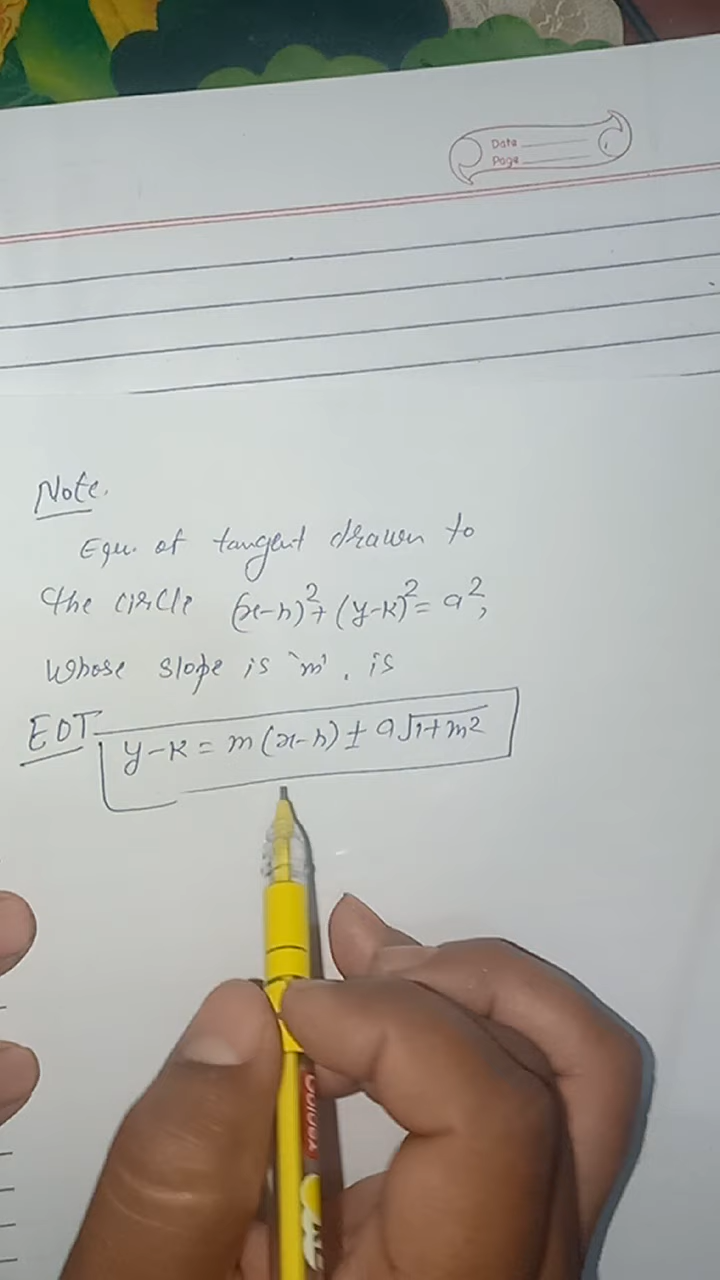 Date
Page
Note.
Equ. of tangent drawn to
the circle (x-h)²+(y-k)²= a²,
whose slope is 'm'. is
EOT
y-k = m(x-h) ± a√1+m²